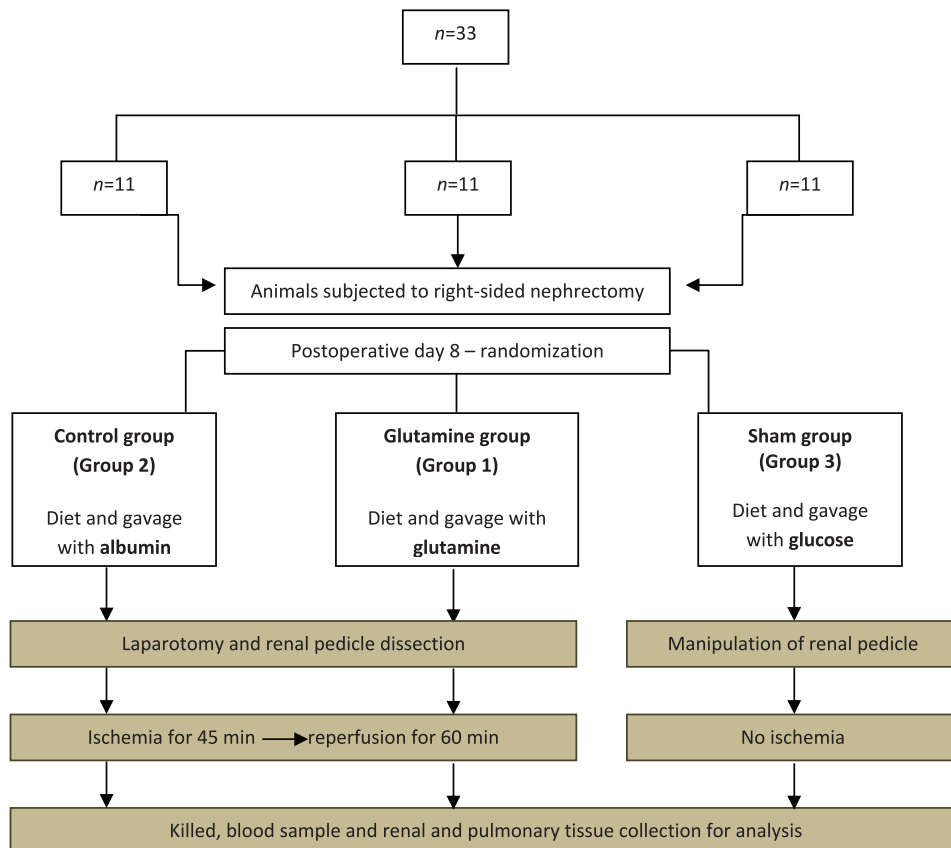 n=33
n=11
n=11
n=11
Animals subjected to right-sided nephrectomy
Postoperative day 8 – randomization
Control group
(Group 2)
Diet and gavage
with albumin
Glutamine group
(Group 1)
Diet and gavage with
glutamine
Sham group
(Group 3)
Diet and gavage
with glucose
Laparotomy and renal pedicle dissection
Manipulation of renal pedicle
Ischemia for 45 min reperfusion for 60 min
No ischemia
Killed, blood sample and renal and pulmonary tissue collection for analysis